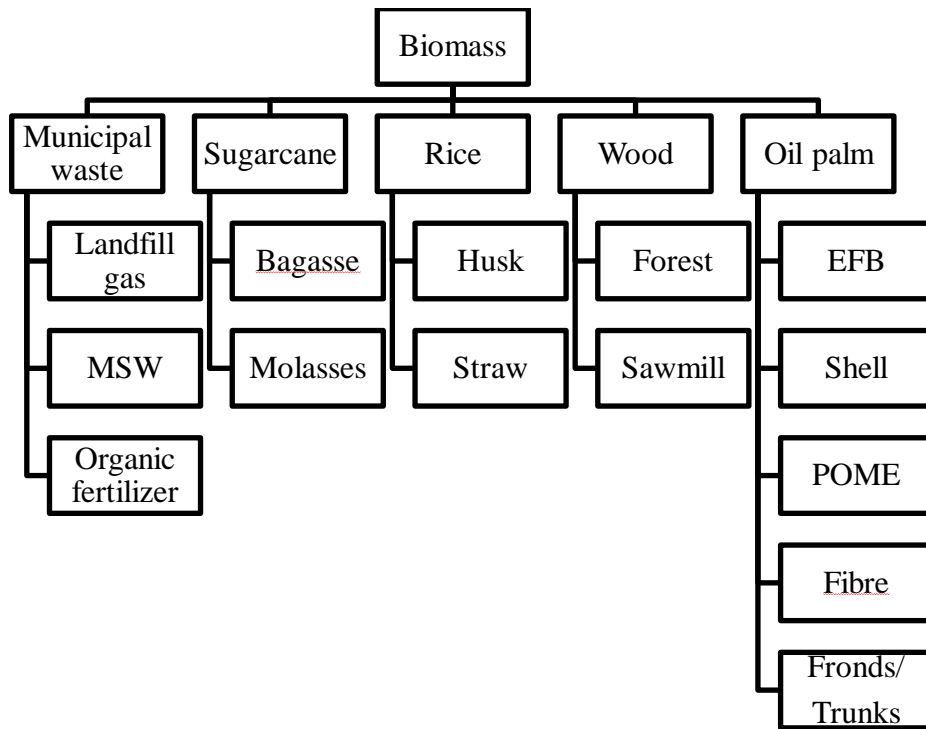 Biomass
Municipal
waste
Sugarcane
Rice
Wood
Oil palm
Landfill
gas
Bagasse
Husk
Forest
EFB
MSW
Molasses
Straw
Sawmill
Shell
Organic
fertilizer
POME
Fibre
Fronds/
Trunks